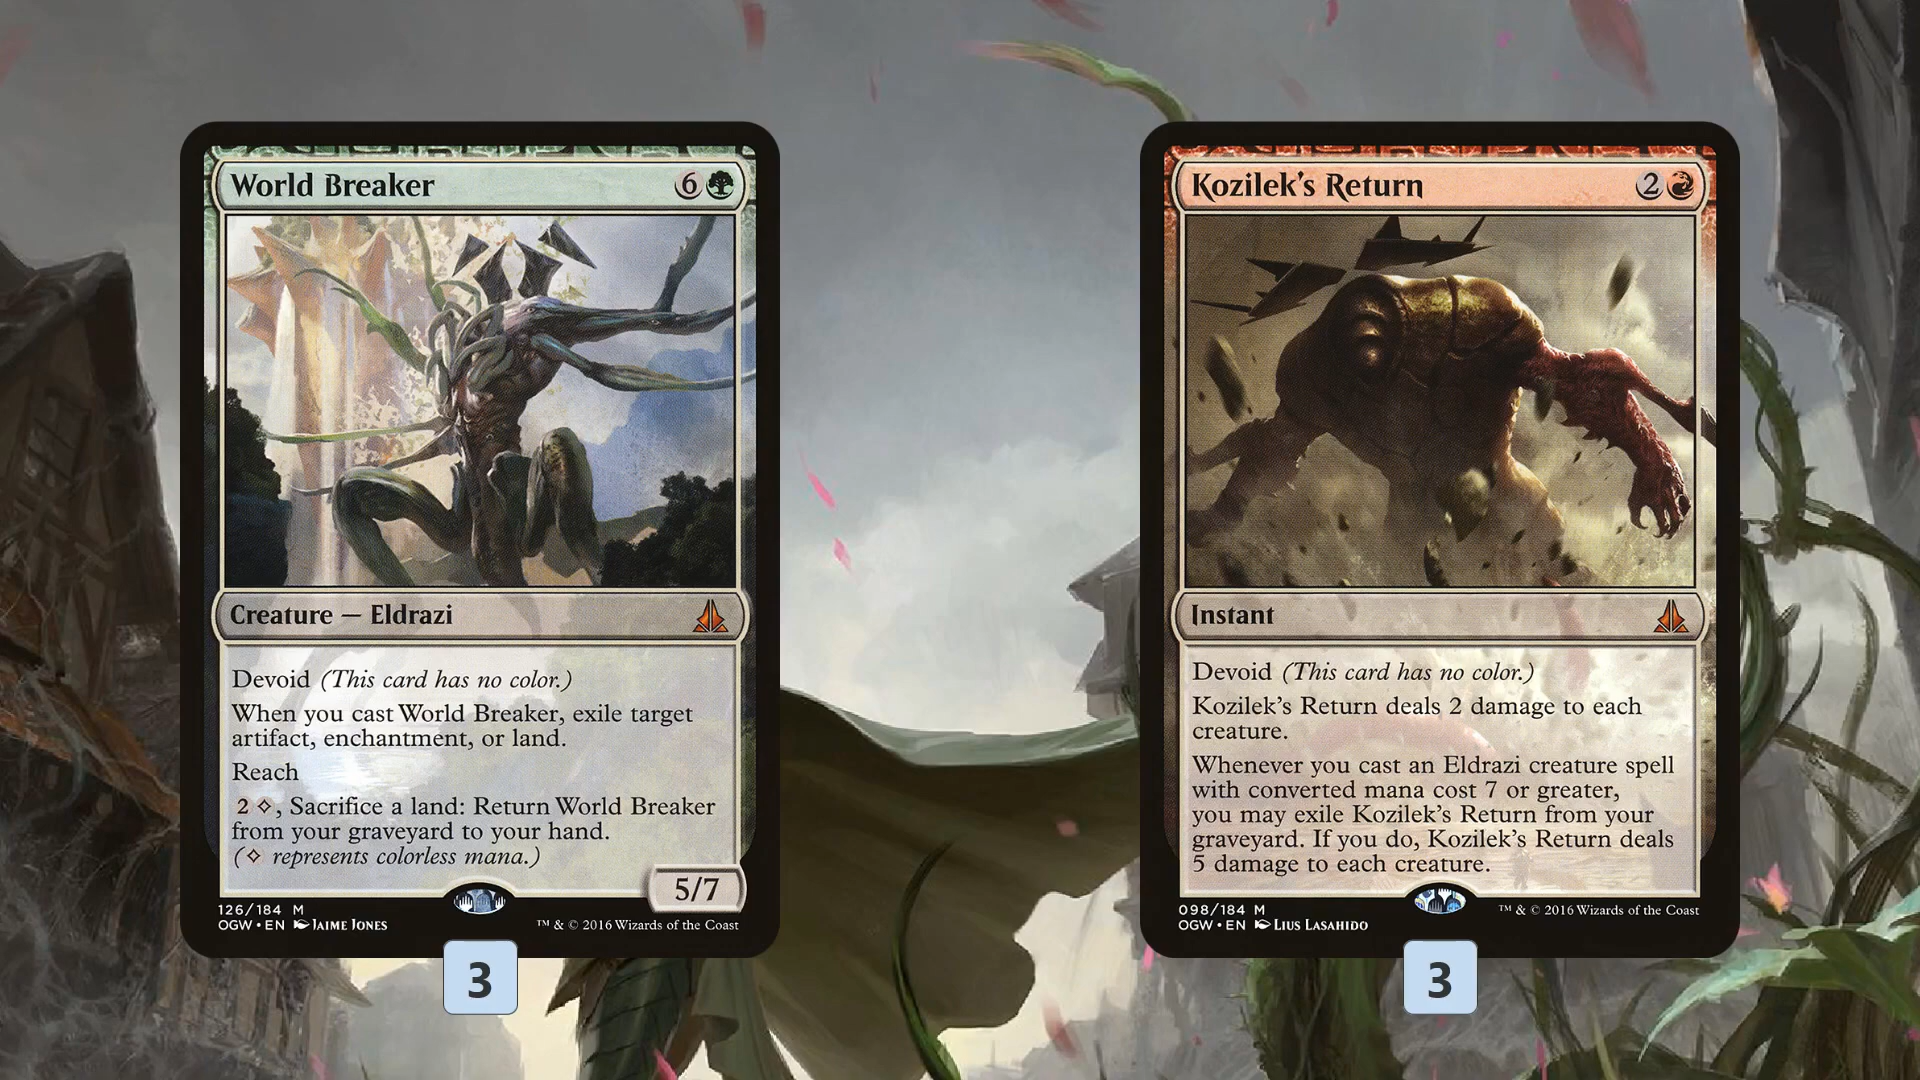 World Breaker
6
Creature — Eldrazi
Devoid (This card has no color.)
When you cast World Breaker, exile target
artifact, enchantment, or land.
Reach
2 , Sacrifice a land: Return World Breaker
from your graveyard to your hand.
( represents colorless mana.)
5/7
126/184 M
OGW • EN JAIME JONES
™ & © 2016 Wizards of the Coast
3
Kozilek's Return
2
Instant
Devoid (This card has no color.)
Kozilek's Return deals 2 damage to each
creature.
Whenever you cast an Eldrazi creature spell
with converted mana cost 7 or greater,
you may exile Kozilek's Return from your
graveyard. If you do, Kozilek's Return deals
5 damage to each creature.
098/184 M
OGW • EN LIUS LASAHIDO
™ & © 2016 Wizards of the Coast
3